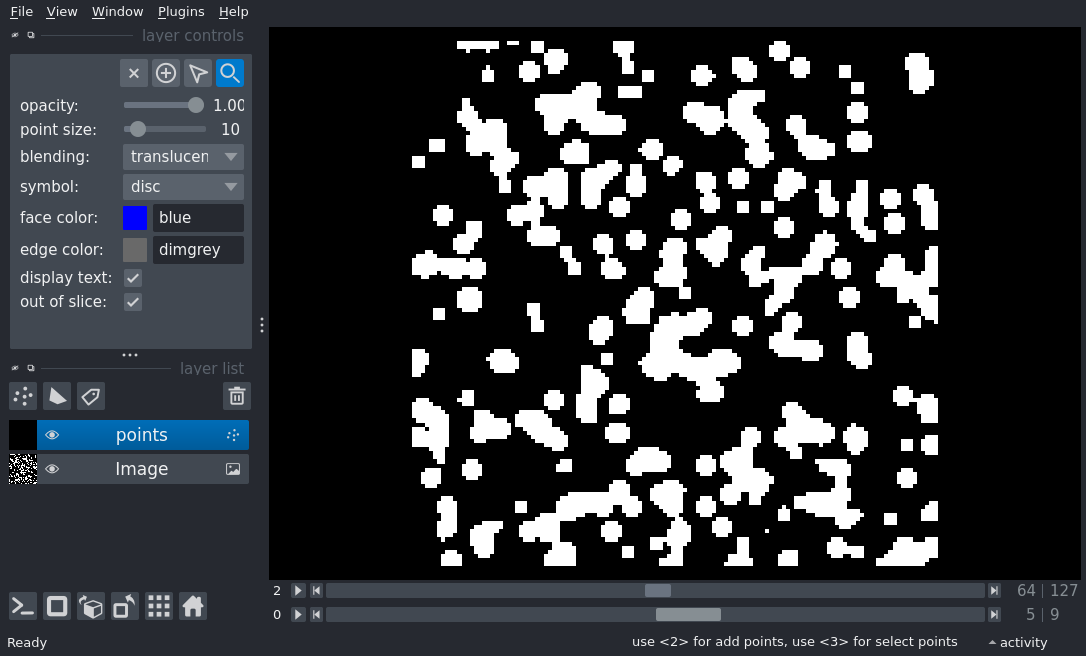 File View Window Plugins Help
layer controls
opacity: 1.00
point size: 10
blending: translucen
symbol: disc
face color: blue
edge color: dimgrey
display text:
out of slice:
layer list
points
Image
2 64 | 127
0 5 | 9
Ready use <2> for add points, use <3> for select points activity